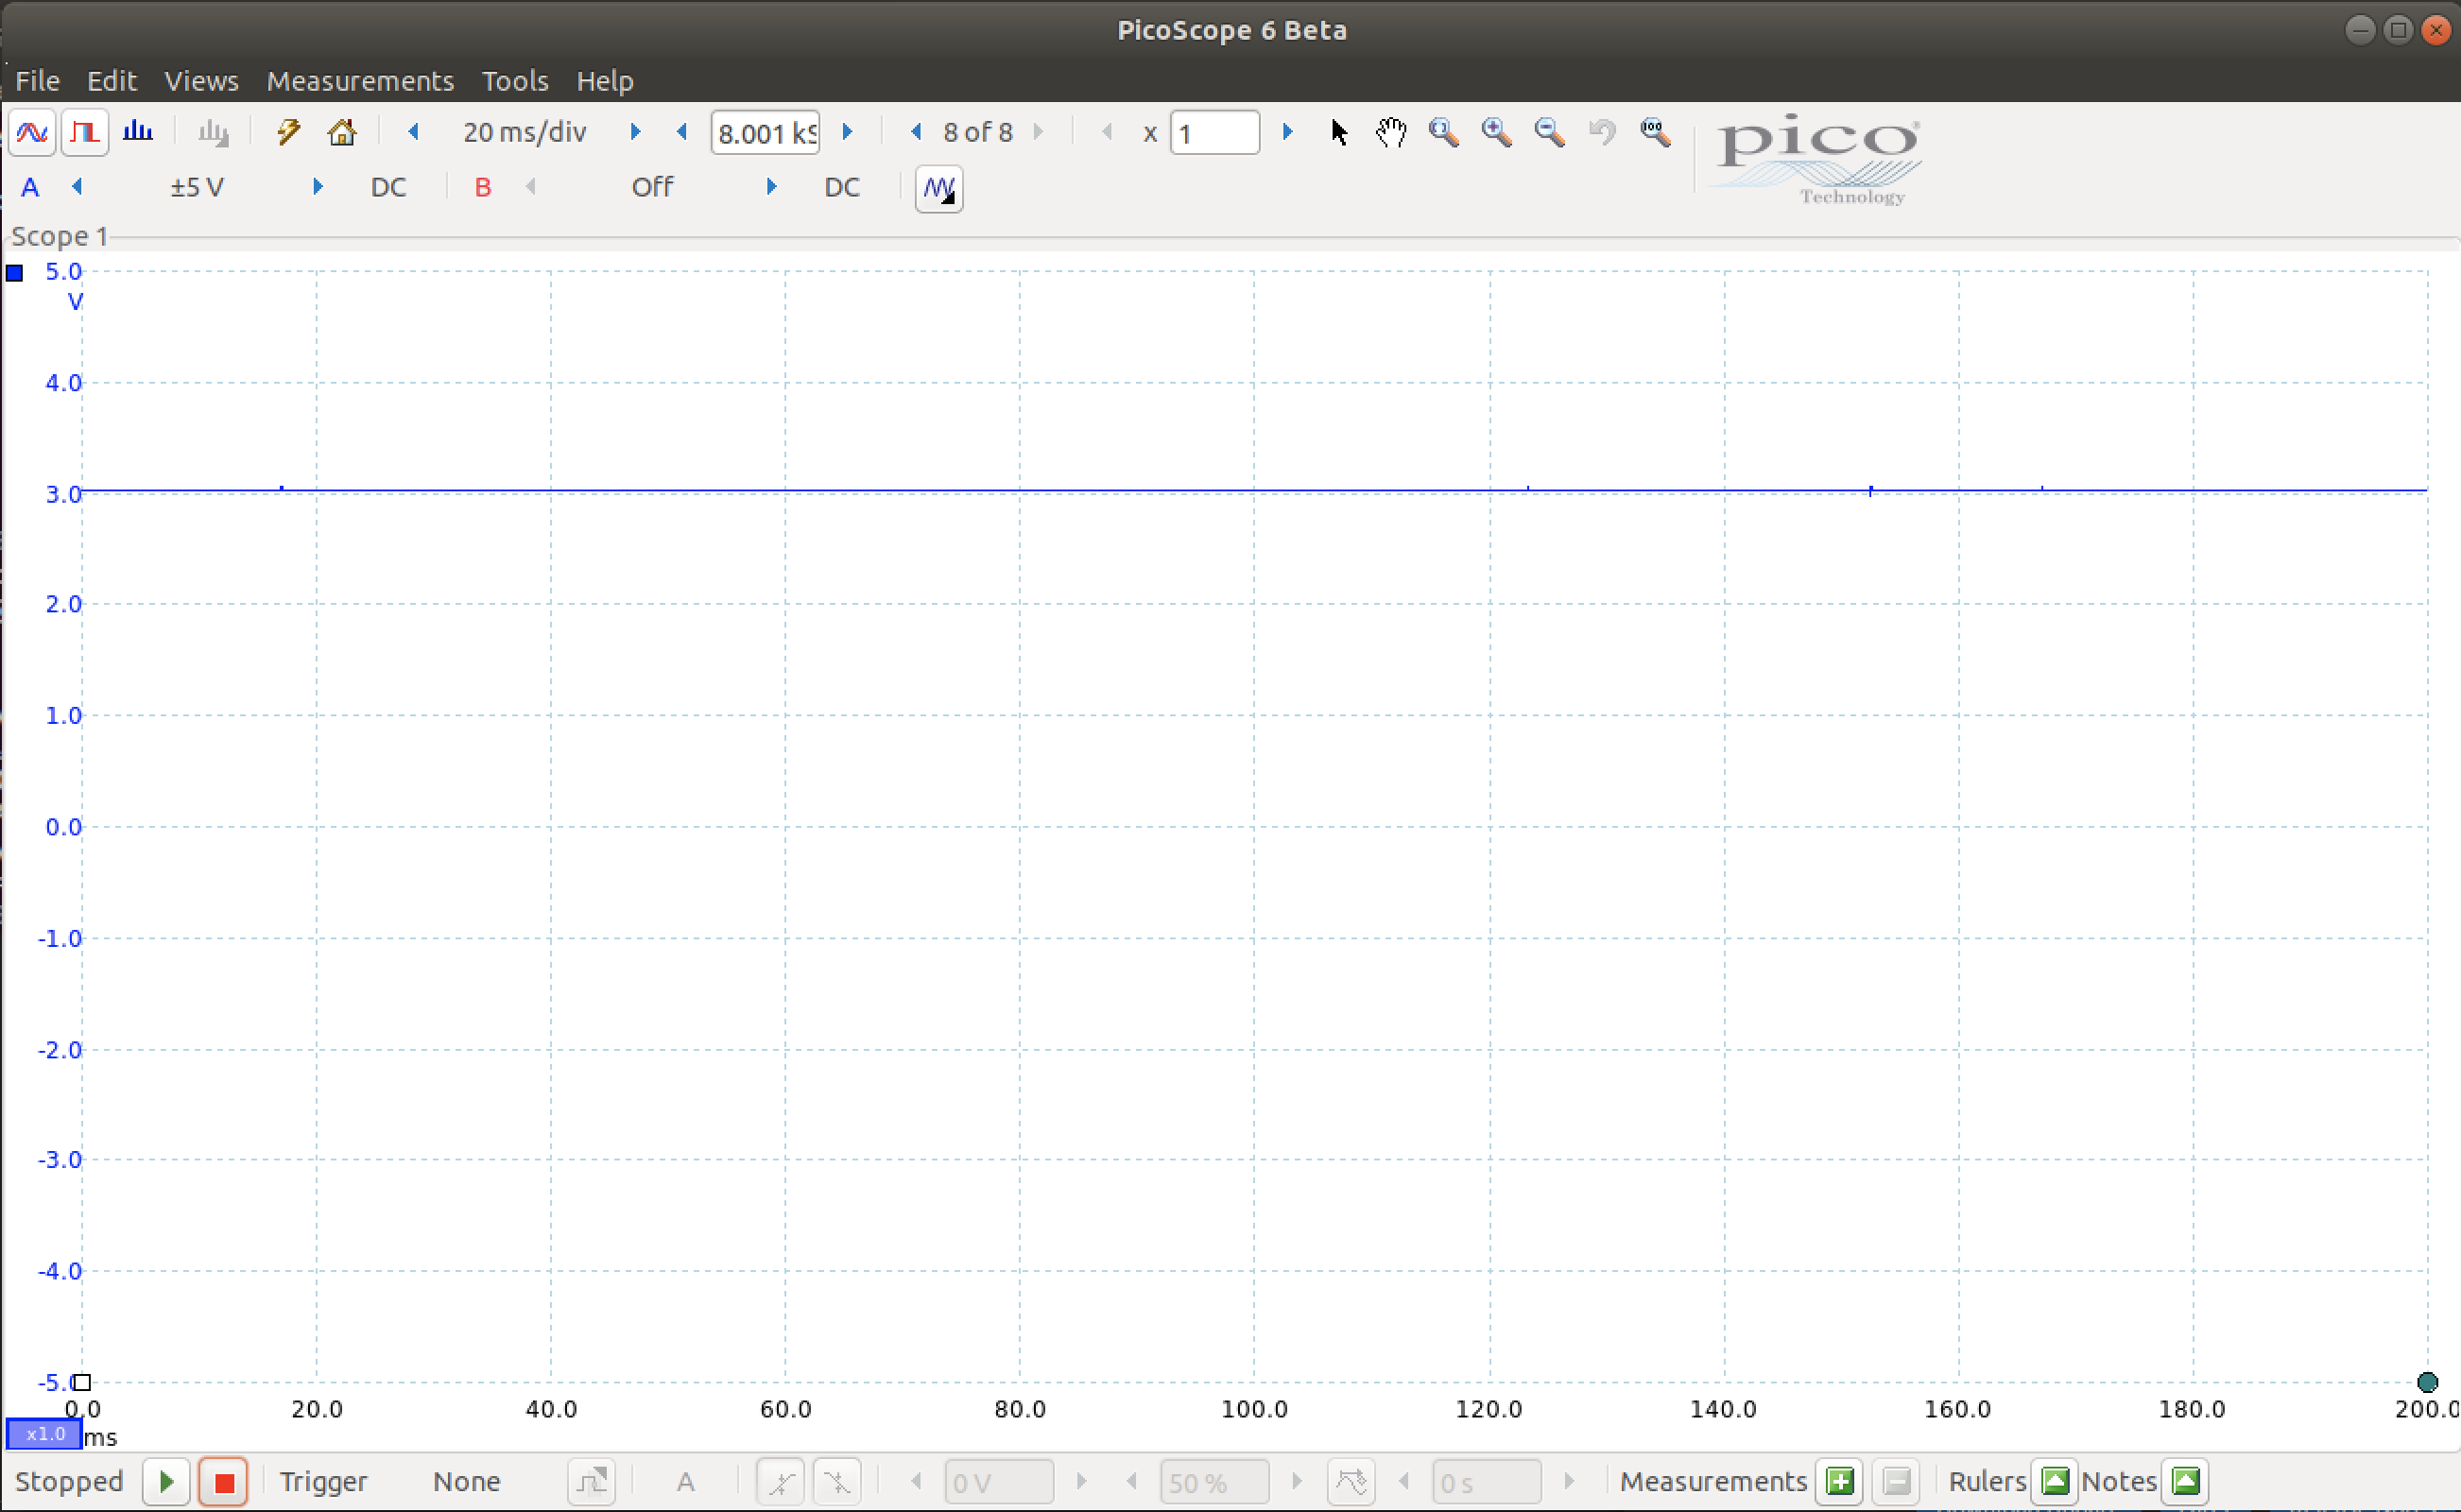 PicoScope 6 Beta
File Edit Views Measurements Tools Help
20 ms/div 8.001 kS 8 of 8 x 1
pico
Technology
A ±5 V DC B Off DC
Scope 1
5.0
V
4.0
3.0
2.0
1.0
0.0
-1.0
-2.0
-3.0
-4.0
-5.0
0.0 20.0 40.0 60.0 80.0 100.0 120.0 140.0 160.0 180.0 200.0
x1.0 ms
Stopped Trigger None A 0 V 50 % 0 s Measurements Rulers Notes